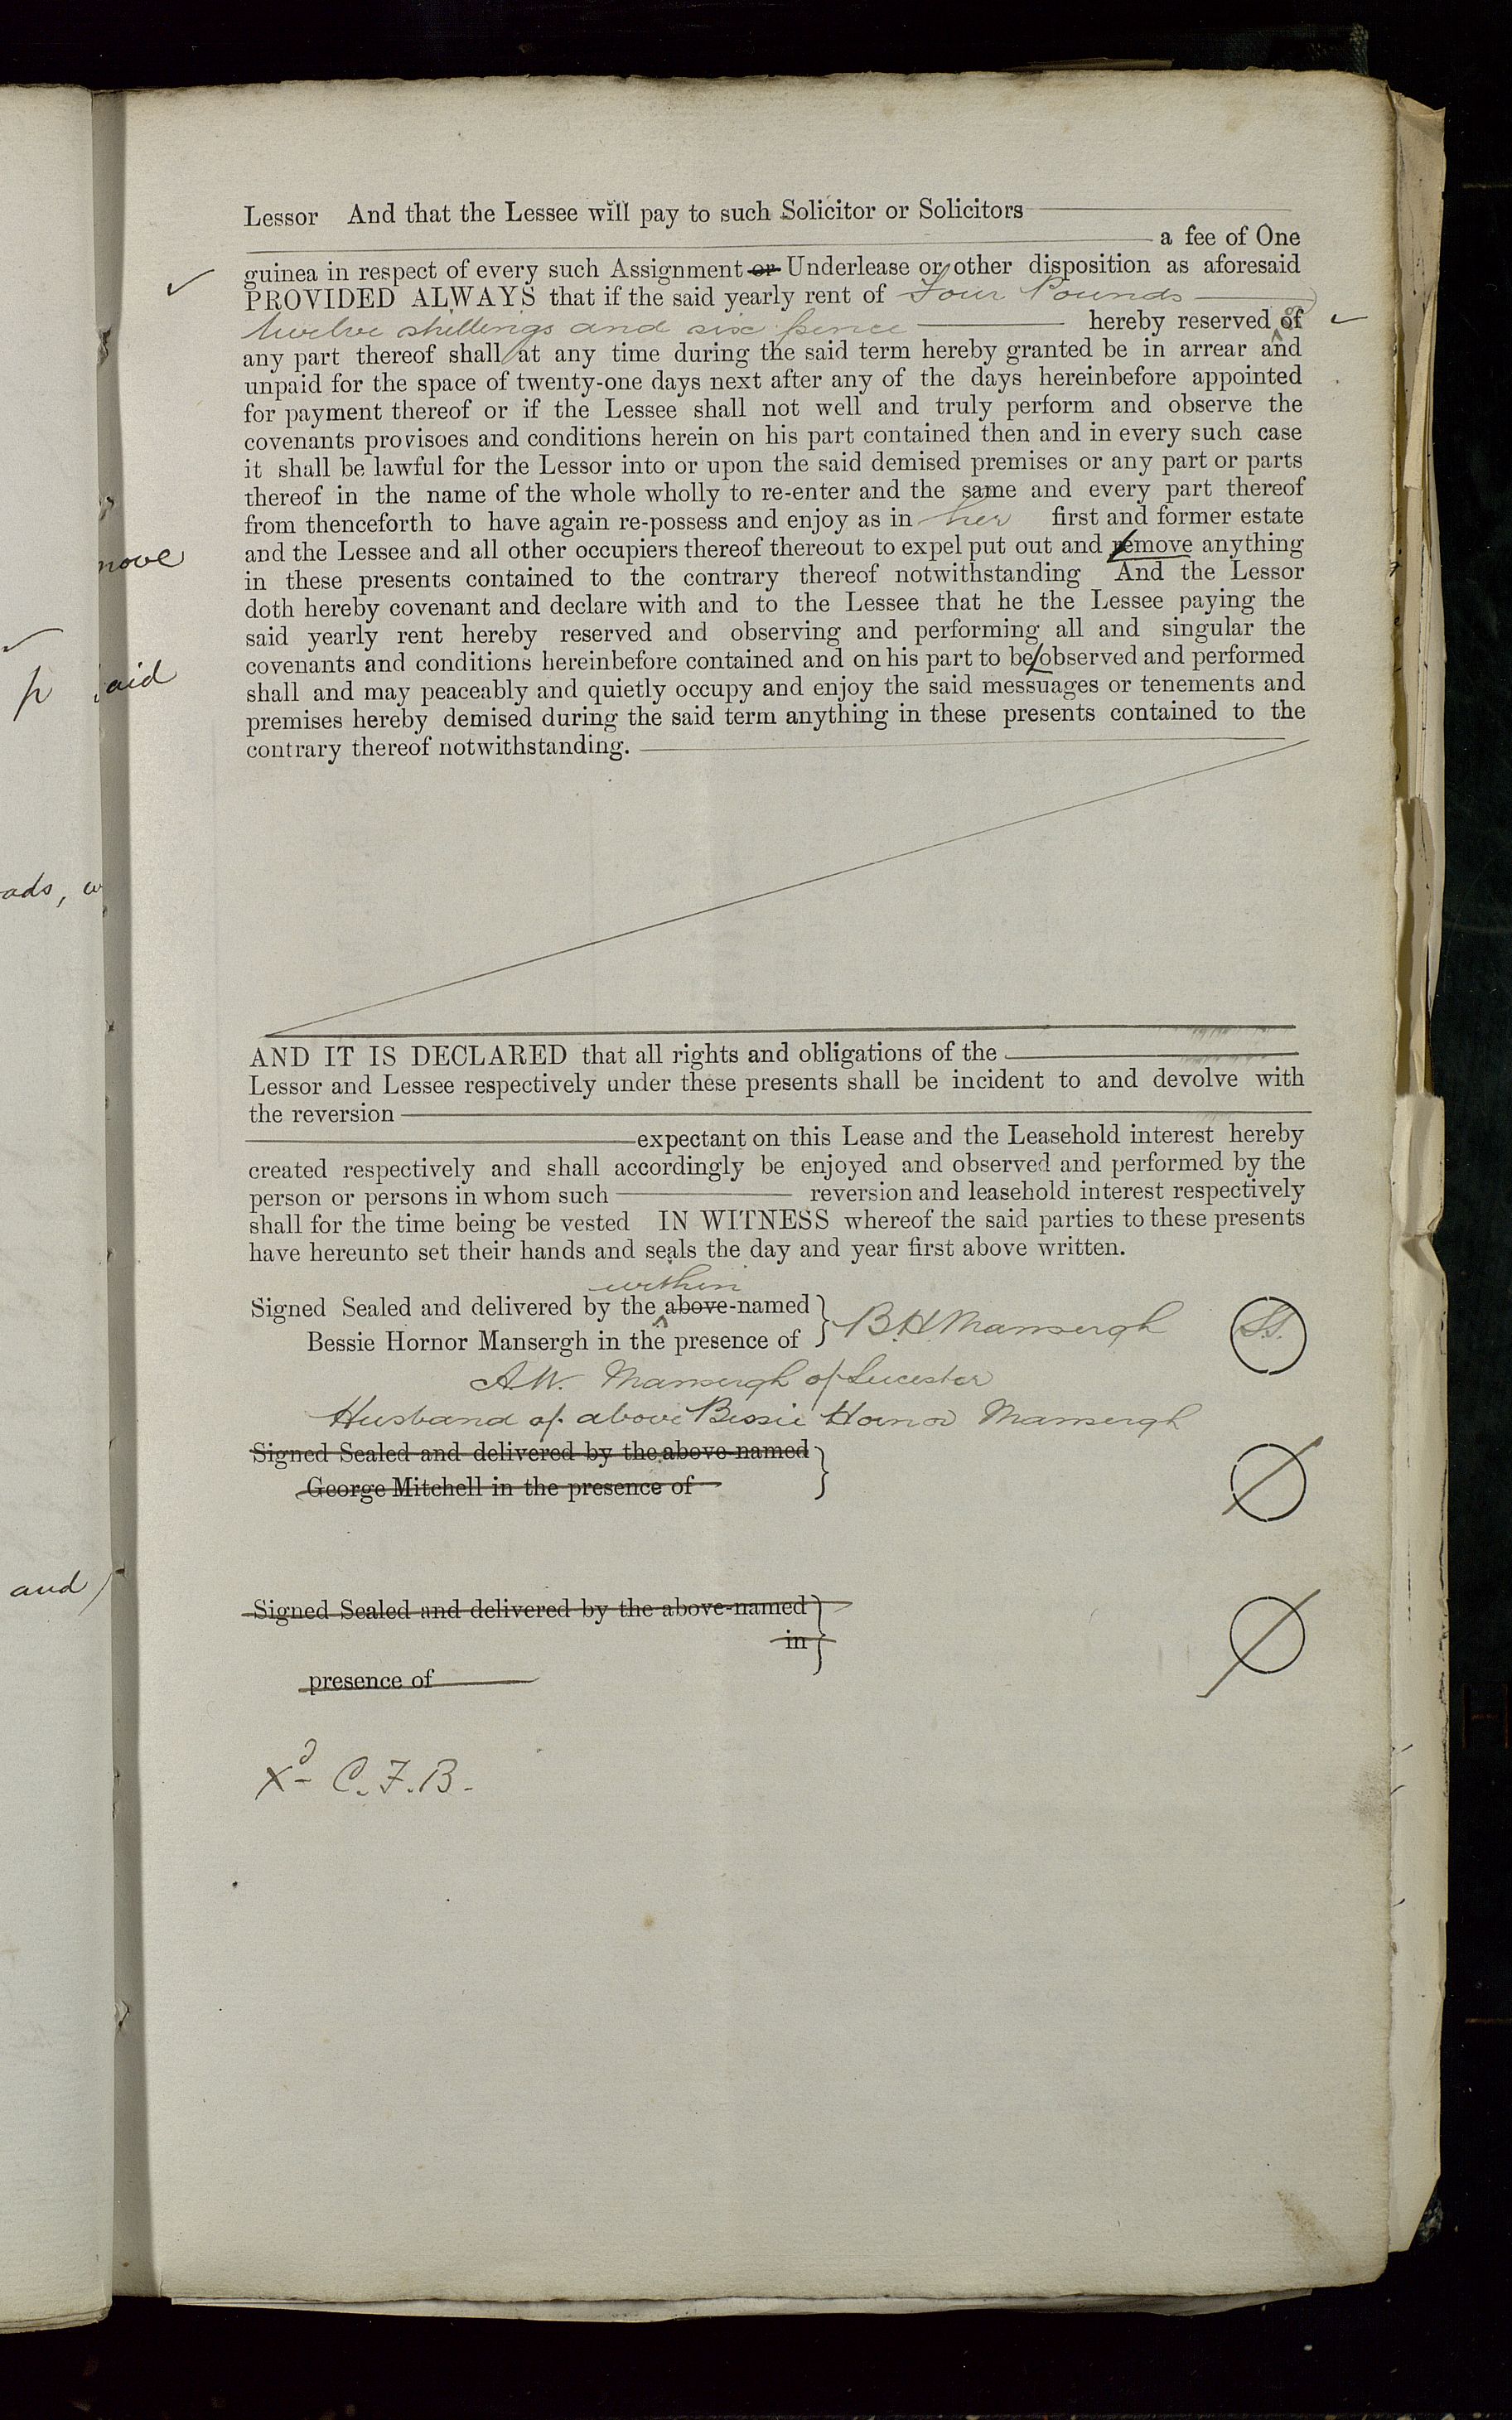 Lessor And that the Lessee will pay to such Solicitor or Solicitors
a fee of One
guinea in respect of every such Assignment or Underlease or other disposition as aforesaid
PROVIDED ALWAYS that if the said yearly rent of Four Pounds
twelve shillings and six pence hereby reserved of
any part thereof shall at any time during the said term hereby granted be in arrear and
unpaid for the space of twenty-one days next after any of the days hereinbefore appointed
for payment thereof or if the Lessee shall not well and truly perform and observe the
covenants provisoes and conditions herein on his part contained then and in every such case
it shall be lawful for the Lessor into or upon the said demised premises or any part or parts
thereof in the name of the whole wholly to re-enter and the same and every part thereof
from thenceforth to have again re-possess and enjoy as in her first and former estate
and the Lessee and all other occupiers thereof thereout to expel put out and remove anything
in these presents contained to the contrary thereof notwithstanding And the Lessor
doth hereby covenant and declare with and to the Lessee that he the Lessee paying the
said yearly rent hereby reserved and observing and performing all and singular the
covenants and conditions hereinbefore contained and on his part to be observed and performed
shall and may peaceably and quietly occupy and enjoy the said messuages or tenements and
premises hereby demised during the said term anything in these presents contained to the
contrary thereof notwithstanding.
AND IT IS DECLARED that all rights and obligations of the
Lessor and Lessee respectively under these presents shall be incident to and devolve with
the reversion
expectant on this Lease and the Leasehold interest hereby
created respectively and shall accordingly be enjoyed and observed and performed by the
person or persons in whom such reversion and leasehold interest respectively
shall for the time being be vested IN WITNESS whereof the said parties to these presents
have hereunto set their hands and seals the day and year first above written.
within
Signed Sealed and delivered by the above-named
Bessie Hornor Mansergh in the presence of
B H Mansergh
A.W. Mansergh of Leicester
Husband of above Bessie Hornor Mansergh
Signed Sealed and delivered by the above-named
George Mitchell in the presence of
Signed Sealed and delivered by the above-named
in
presence of
Xd C. F. B.
move
p aid
ads, w
and